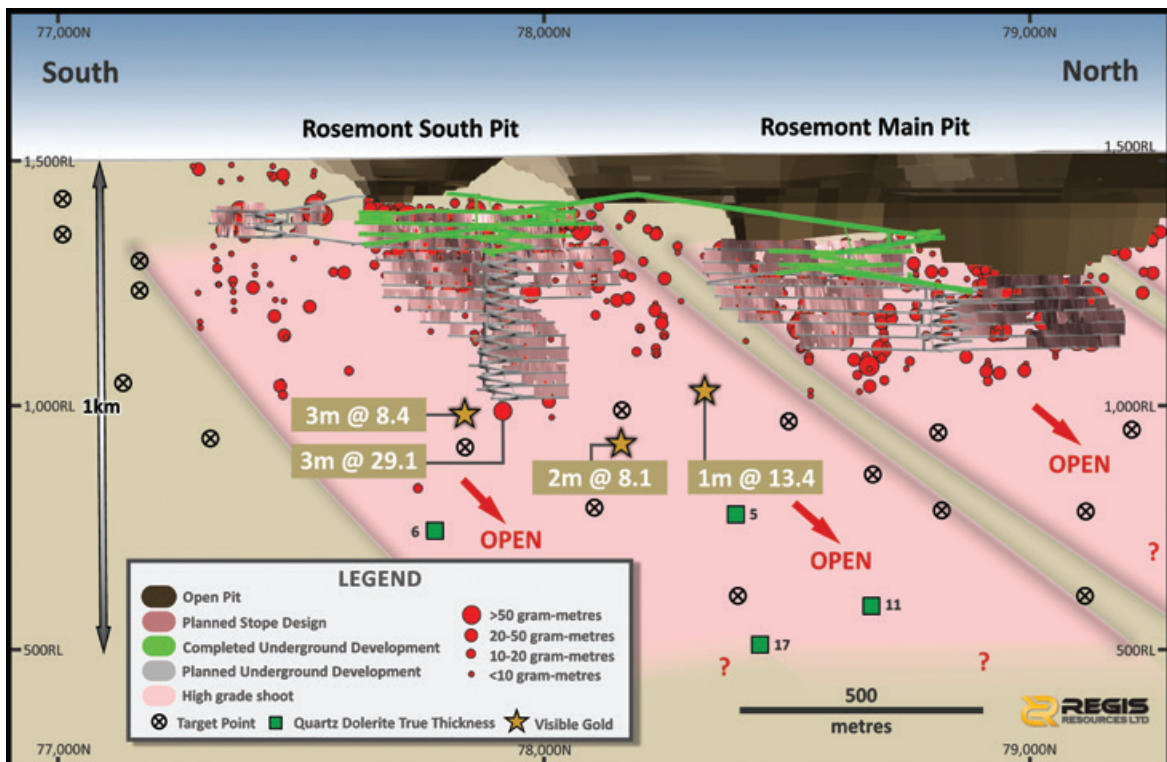 77,000N 78,000N 79,000N
South North
Rosemont South Pit Rosemont Main Pit
1,500RL 1,500RL
1km
1,000RL 1,000RL
3m @ 8.4
3m @ 29.1
2m @ 8.1
1m @ 13.4
OPEN
OPEN
OPEN
6
5
11
17
?
?
?
LEGEND
Open Pit
Planned Stope Design
Completed Underground Development
Planned Underground Development
High grade shoot
>50 gram-metres
20-50 gram-metres
10-20 gram-metres
<10 gram-metres
Target Point Quartz Dolerite True Thickness Visible Gold
500RL 500RL
500
metres
REGIS
RESOURCES LTD
77,000N 78,000N 79,000N